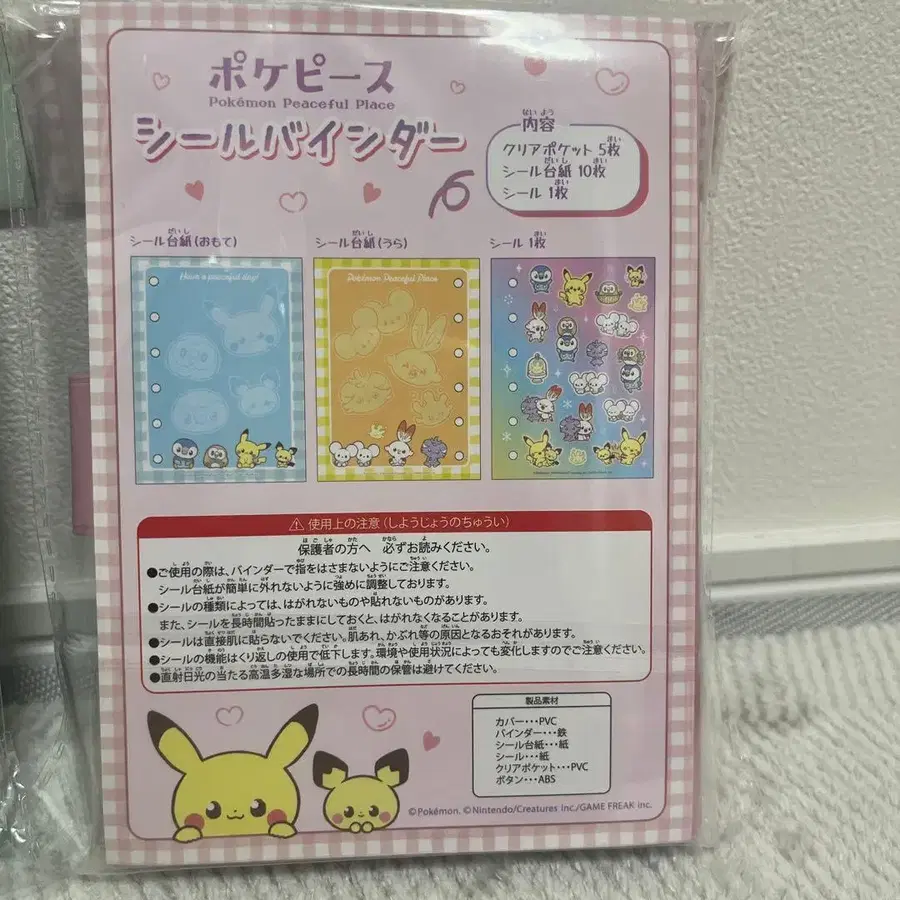 ポケピース
Pokémon Peaceful Place
シールバインダー
内容
クリアポケット 5枚
シール台紙 10枚
シール 1枚
シール台紙(おもて)
シール台紙(うら)
シール 1枚
Have a peaceful day!
Pokémon Peaceful Place
⚠ 使用上の注意(しようじょうのちゅうい)
保護者の方へ 必ずお読みください。
●ご使用の際は、バインダーで指をはさまないようにご注意ください。
シール台紙が簡単に外れないように強めに調整しております。
●シールの種類によっては、はがれないものや貼れないものがあります。
また、シールを長時間貼ったままにしておくと、はがれなくなることがあります。
●シールは直接肌に貼らないでください。肌あれ、かぶれ等の原因となるおそれがあります。
●シールの機能はくり返しの使用で低下します。環境や使用状況によっても変化しますのでご注意ください。
●直射日光の当たる高温多湿な場所での長時間の保管は避けてください。
製品素材
カバー･･･PVC
バインダー･･･鉄
シール台紙･･･紙
シール･･･紙
クリアポケット･･･PVC
ボタン･･･ABS
©Pokémon. ©Nintendo/Creatures Inc./GAME FREAK inc.